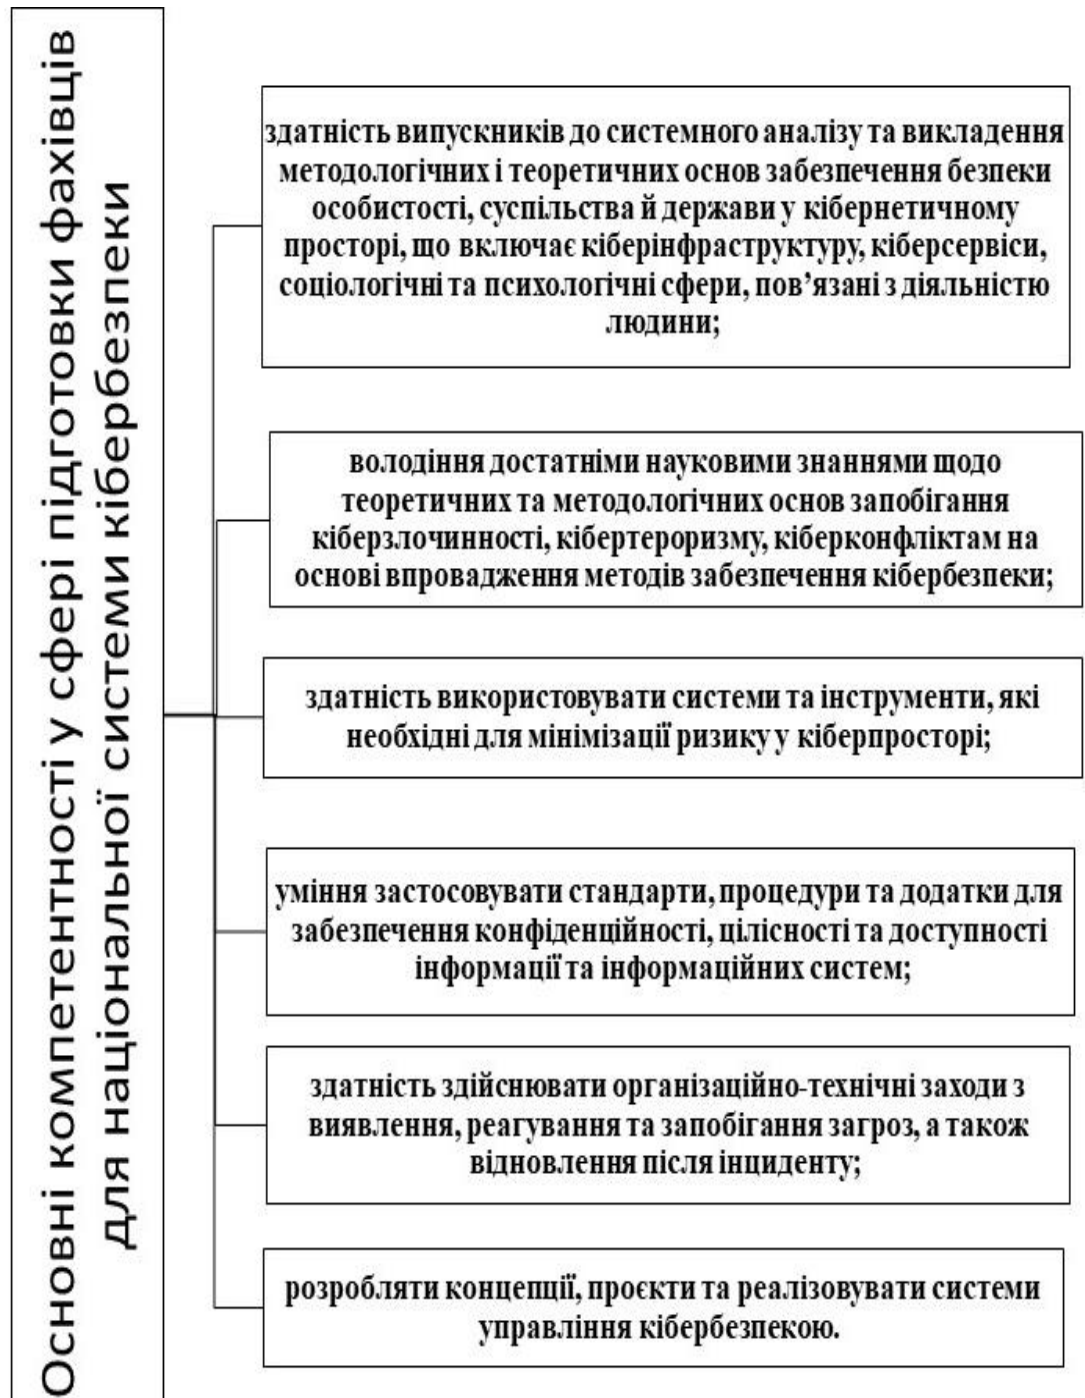 Основні компетентності у сфері підготовки фахівців
для національної системи кібербезпеки
здатність випускників до системного аналізу та викладення
методологічних і теоретичних основ забезпечення безпеки
особистості, суспільства й держави у кібернетичному
просторі, що включає кіберінфраструктуру, кіберсервіси,
соціологічні та психологічні сфери, пов’язані з діяльністю
людини;
володіння достатніми науковими знаннями щодо
теоретичних та методологічних основ запобігання
кіберзлочинності, кібертероризму, кіберконфліктам на
основі впровадження методів забезпечення кібербезпеки;
здатність використовувати системи та інструменти, які
необхідні для мінімізації ризику у кіберпросторі;
уміння застосовувати стандарти, процедури та додатки для
забезпечення конфіденційності, цілісності та доступності
інформації та інформаційних систем;
здатність здійснювати організаційно-технічні заходи з
виявлення, реагування та запобігання загроз, а також
відновлення після інциденту;
розробляти концепції, проєкти та реалізовувати системи
управління кібербезпекою.